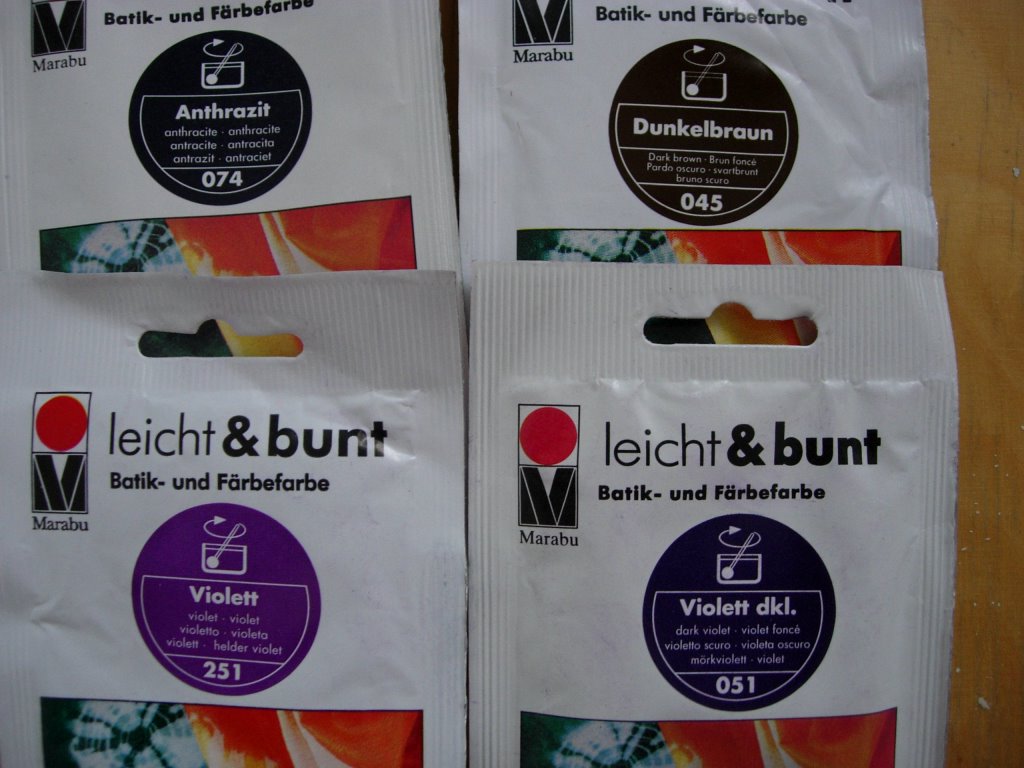 Batik- und Färbefarbe
Marabu
Anthrazit
anthracite · anthracite
antracite · antracita
antrazit · antraciet
074
Batik- und Färbefarbe
Marabu
Dunkelbraun
Dark brown · Brun foncé
Pardo oscuro · svartbrunt
bruno scuro
045
leicht & bunt
Batik- und Färbefarbe
Marabu
Violett
violet · violet
violetto · violeta
violett · helder violet
251
leicht & bunt
Batik- und Färbefarbe
Marabu
Violett dkl.
dark violet · violet foncé
violetto scuro · violeta oscuro
mörkviolett · violet
051